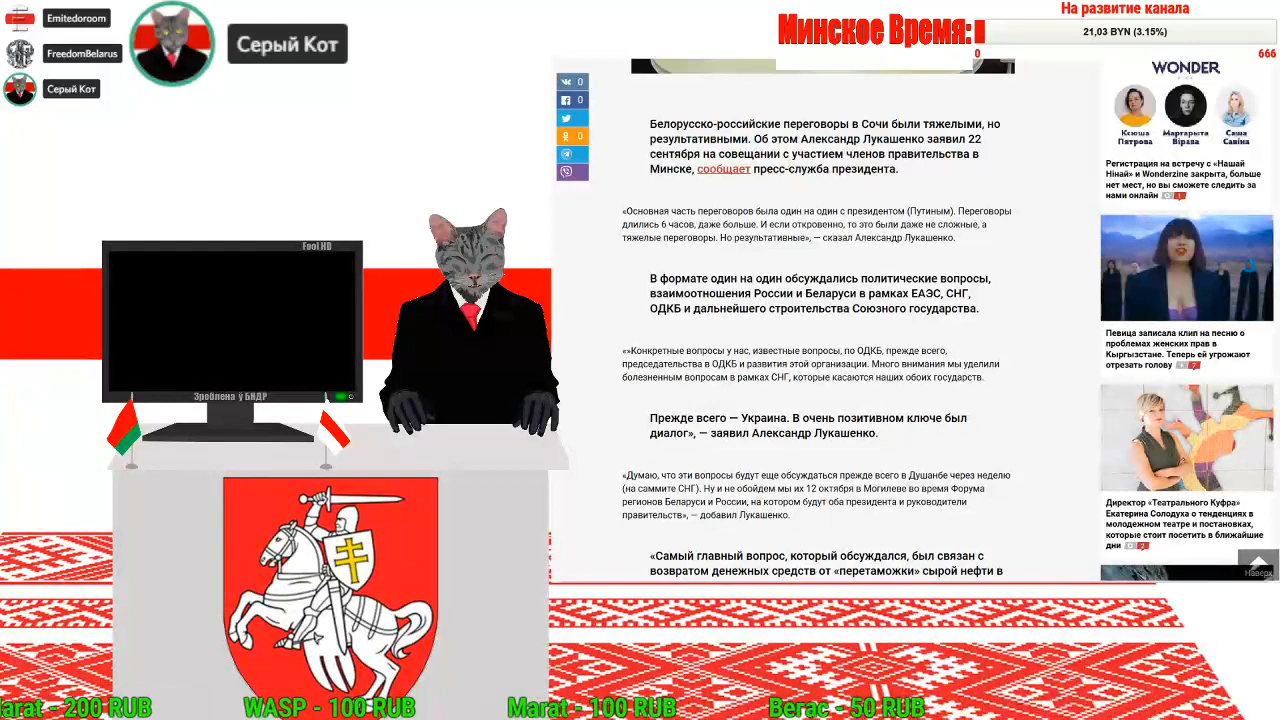 Emitedoroom
FreedomBelarus
Серый Кот
Серый Кот
Минское Время:
На развитие канала
21,03 BYN (3.15%)
0
666
0
0
0
Белорусско-российские переговоры в Сочи были тяжелыми, но
результативными. Об этом Александр Лукашенко заявил 22
сентября на совещании с участием членов правительства в
Минске, сообщает пресс-служба президента.
«Основная часть переговоров была один на один с президентом (Путиным). Переговоры
длились 6 часов, даже больше. И если откровенно, то это были даже не сложные, а
тяжелые переговоры. Но результативные», — сказал Александр Лукашенко.
В формате один на один обсуждались политические вопросы,
взаимоотношения России и Беларуси в рамках ЕАЭС, СНГ,
ОДКБ и дальнейшего строительства Союзного государства.
«»Конкретные вопросы у нас, известные вопросы, по ОДКБ, прежде всего,
председательства в ОДКБ и развития этой организации. Много внимания мы уделили
болезненным вопросам в рамках СНГ, которые касаются наших обоих государств.
Прежде всего — Украина. В очень позитивном ключе был
диалог», — заявил Александр Лукашенко.
«Думаю, что эти вопросы будут еще обсуждаться прежде всего в Душанбе через неделю
(на саммите СНГ). Ну и не обойдем мы их 12 октября в Могилеве во время Форума
регионов Беларуси и России, на котором будут оба президента и руководители
правительств», — добавил Лукашенко.
«Самый главный вопрос, который обсуждался, был связан с
возвратом денежных средств от «перетаможки» сырой нефти в
WONDER
Ксюша
Пятрова
Маргарыта
Вірава
Саша
Савіна
Регистрация на встречу с «Нашай
Нінай» и Wonderzine закрыта, больше
нет мест, но вы сможете следить за
нами онлайн
Певица записала клип на песню о
проблемах женских прав в
Кыргызстане. Теперь ей угрожают
отрезать голову
Директор «Театрального Куфра»
Екатерина Солодуха о тенденциях в
молодежном театре и постановках,
которые стоит посетить в ближайшие
дни
Наверх
Fool HD
Зроблена ў БНДР
arat - 200 RUB
WASP - 100 RUB
Marat - 100 RUB
Вегас - 50 RUB